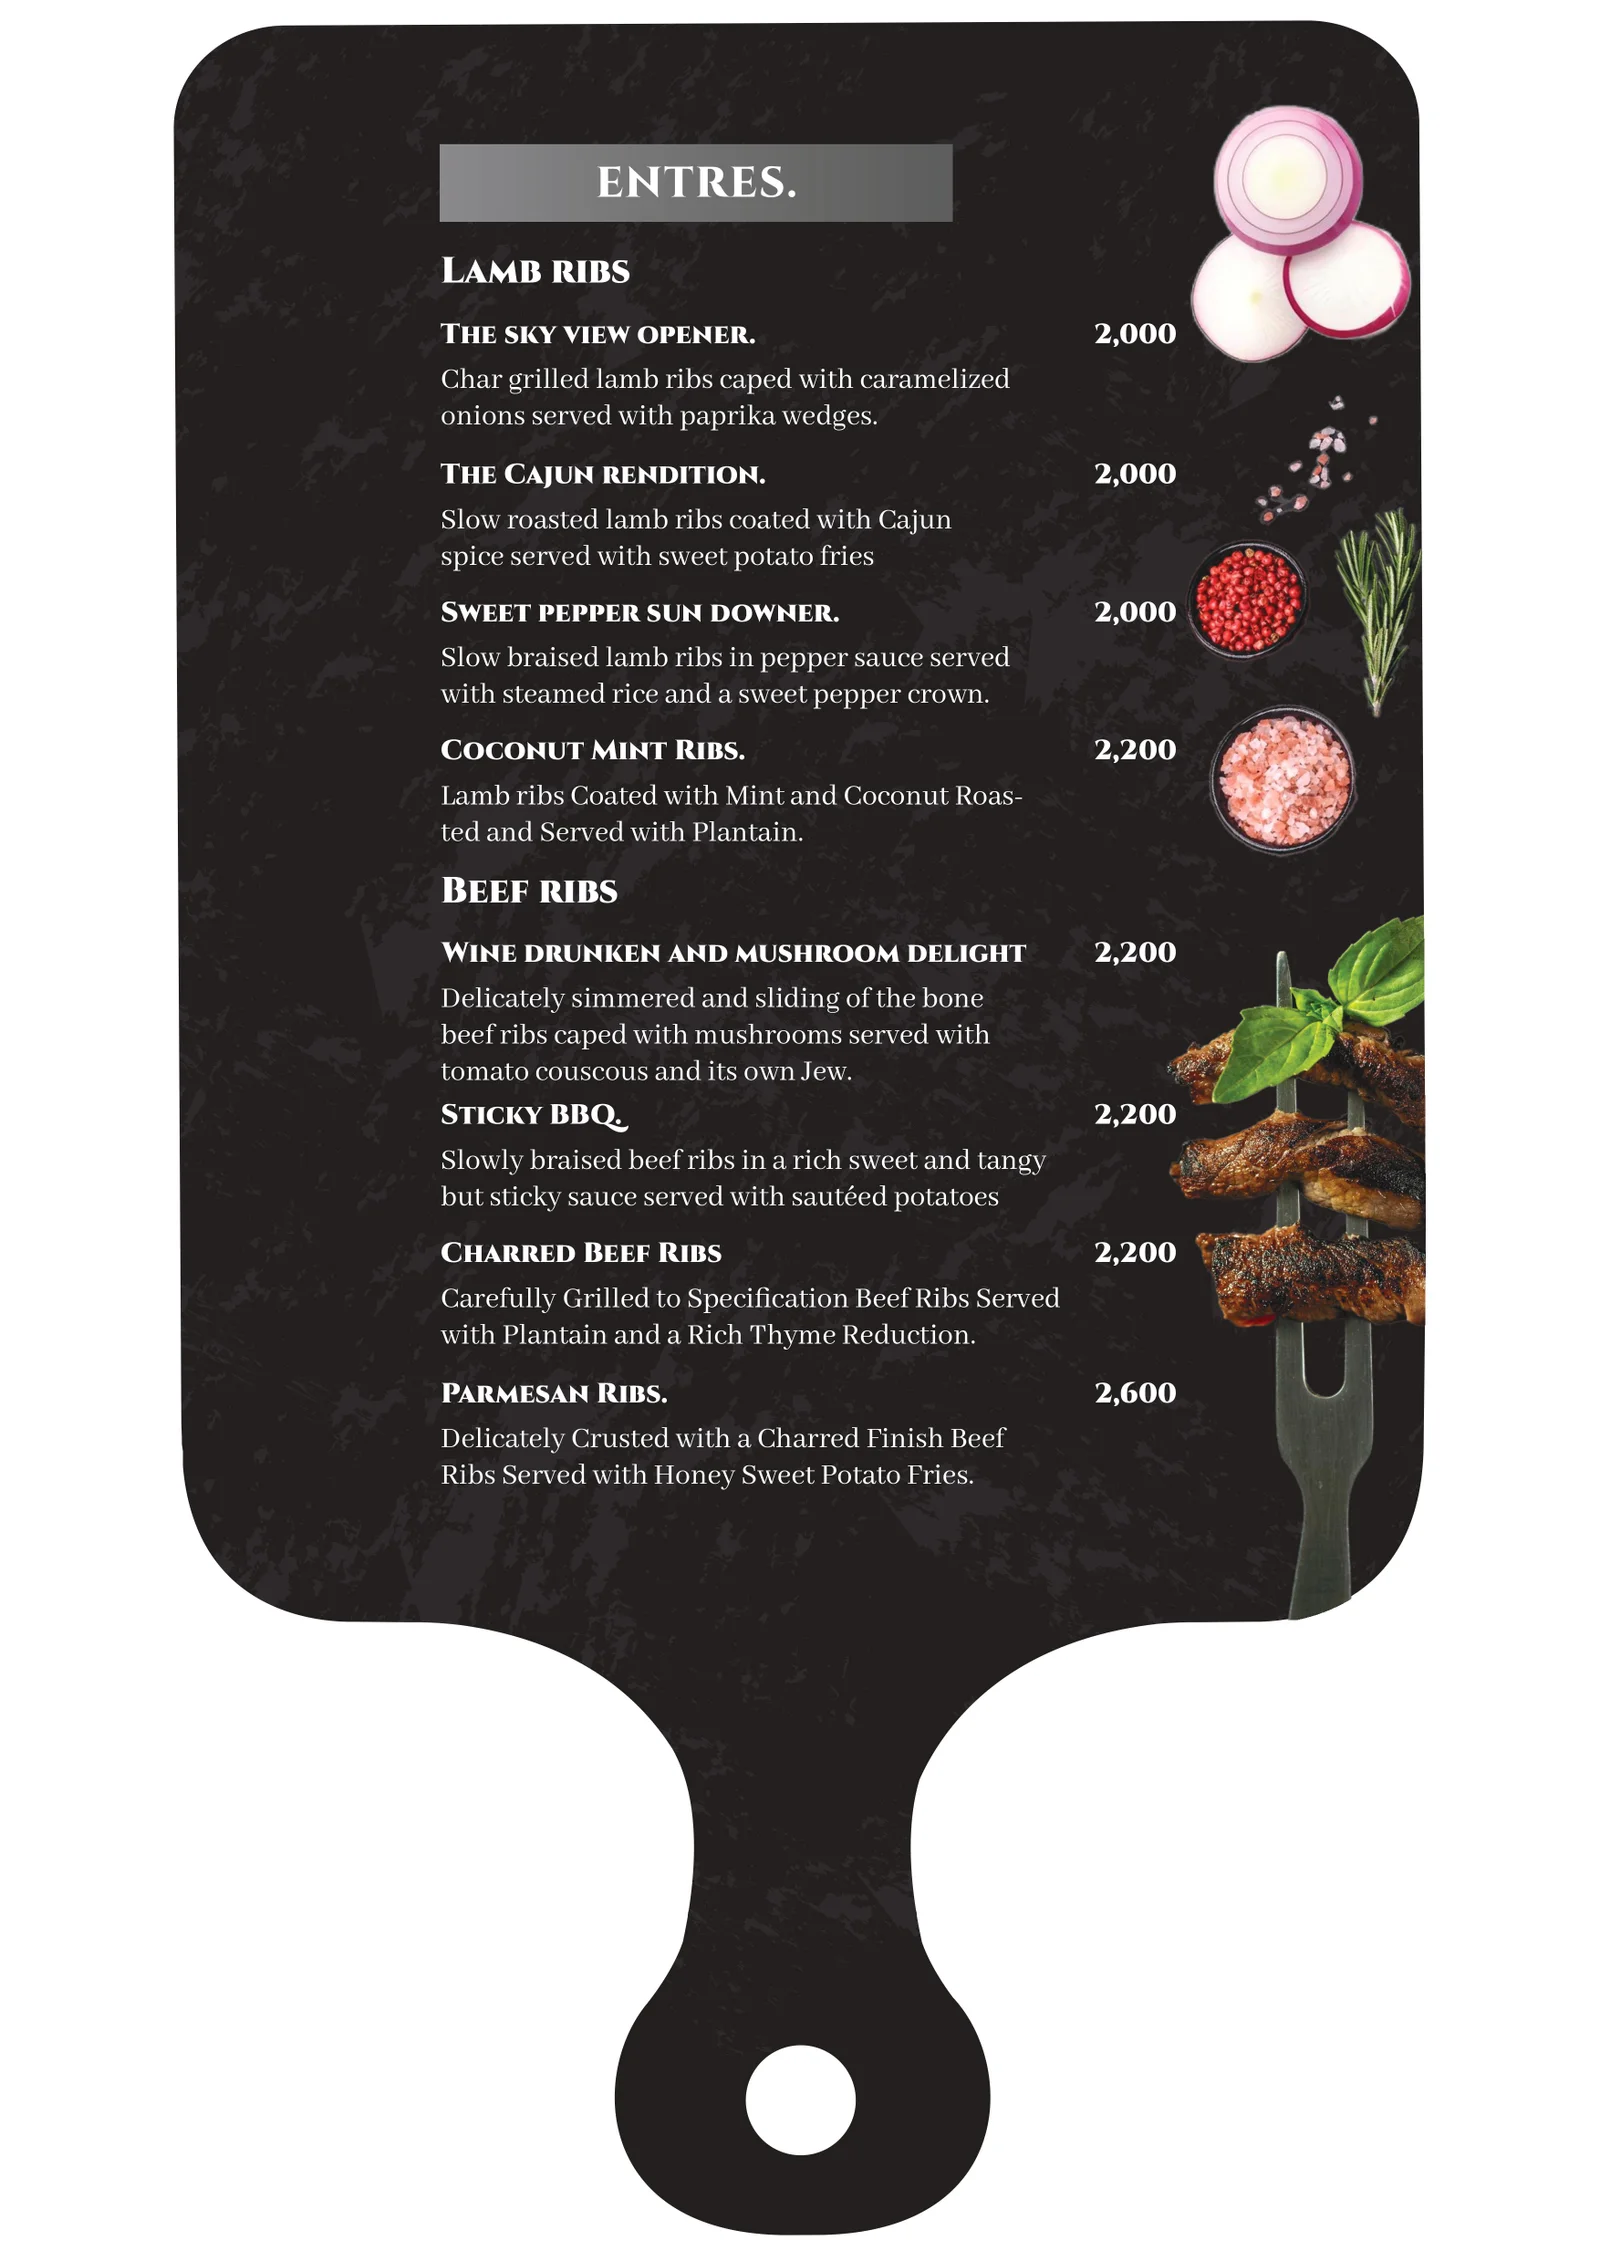 ENTRES.
Lamb ribs
The sky view opener. 2,000
Char grilled lamb ribs caped with caramelized
onions served with paprika wedges.
The Cajun rendition. 2,000
Slow roasted lamb ribs coated with Cajun
spice served with sweet potato fries
Sweet pepper sun downer. 2,000
Slow braised lamb ribs in pepper sauce served
with steamed rice and a sweet pepper crown.
Coconut Mint Ribs. 2,200
Lamb ribs Coated with Mint and Coconut Roas-
ted and Served with Plantain.
Beef ribs
Wine drunken and mushroom delight 2,200
Delicately simmered and sliding of the bone
beef ribs caped with mushrooms served with
tomato couscous and its own Jew.
Sticky BBQ. 2,200
Slowly braised beef ribs in a rich sweet and tangy
but sticky sauce served with sautéed potatoes
Charred Beef Ribs 2,200
Carefully Grilled to Specification Beef Ribs Served
with Plantain and a Rich Thyme Reduction.
Parmesan Ribs. 2,600
Delicately Crusted with a Charred Finish Beef
Ribs Served with Honey Sweet Potato Fries.